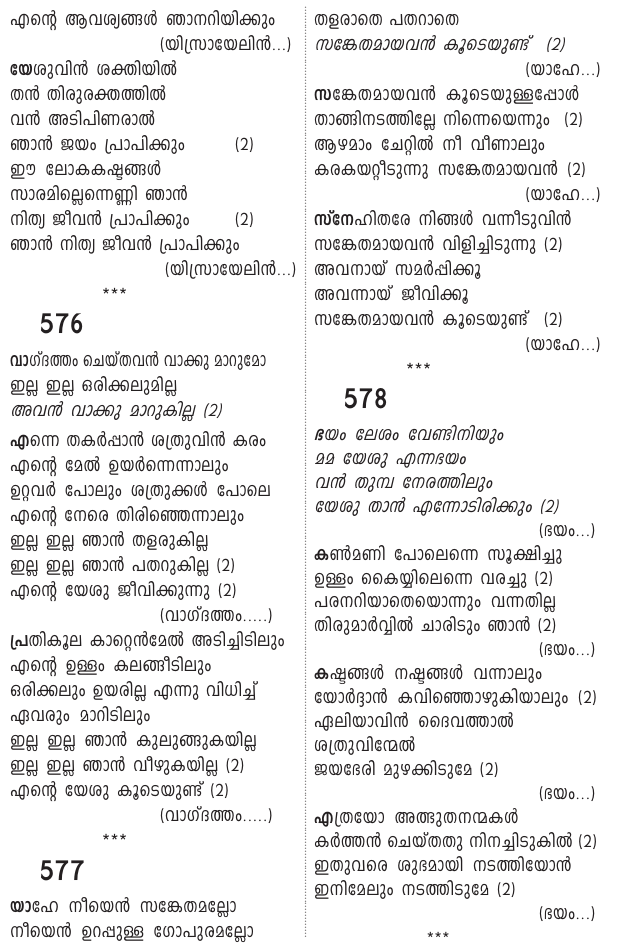 എന്റെ ആവശ്യങ്ങൾ ഞാനറിയിക്കും
(യിസ്രായേലിൻ...)
യേശുവിൻ ശക്തിയിൽ
തൻ തിരുരക്തത്തിൽ
വൻ അടിപിണരാൽ
ഞാൻ ജയം പ്രാപിക്കും (2)
ഈ ലോകകഷ്ടങ്ങൾ
സാരമില്ലെന്നെണ്ണി ഞാൻ
നിത്യ ജീവൻ പ്രാപിക്കും (2)
ഞാൻ നിത്യ ജീവൻ പ്രാപിക്കും
(യിസ്രായേലിൻ...)
***
576
വാഗ്ദത്തം ചെയ്തവൻ വാക്കു മാറുമോ
ഇല്ല ഇല്ല ഒരിക്കലുമില്ല
അവൻ വാക്കു മാറുകില്ല (2)
എന്നെ തകർപ്പാൻ ശത്രുവിൻ കരം
എന്റെ മേൽ ഉയർന്നെന്നാലും
ഉറ്റവർ പോലും ശത്രുക്കൾ പോലെ
എന്റെ നേരെ തിരിഞ്ഞെന്നാലും
ഇല്ല ഇല്ല ഞാൻ തളരുകില്ല
ഇല്ല ഇല്ല ഞാൻ പതറുകില്ല (2)
എന്റെ യേശു ജീവിക്കുന്നു (2)
(വാഗ്ദത്തം.....)
പ്രതികൂല കാറ്റെൻമേൽ അടിച്ചിടിലും
എന്റെ ഉള്ളം കലങ്ങീടിലും
ഒരിക്കലും ഉയരില്ല എന്നു വിധിച്ച്
ഏവരും മാറിടിലും
ഇല്ല ഇല്ല ഞാൻ കുലുങ്ങുകയില്ല
ഇല്ല ഇല്ല ഞാൻ വീഴുകയില്ല (2)
എന്റെ യേശു കൂടെയുണ്ട് (2)
(വാഗ്ദത്തം.....)
***
577
യാഹേ നീയെൻ സങ്കേതമല്ലോ
നീയെൻ ഉറപ്പുള്ള ഗോപുരമല്ലോ
തളരാതെ പതറാതെ
സങ്കേതമായവൻ കൂടെയുണ്ട് (2)
(യാഹേ...)
സങ്കേതമായവൻ കൂടെയുള്ളപ്പോൾ
താങ്ങിനടത്തില്ലേ നിന്നെയെന്നും (2)
ആഴമാം ചേറ്റിൽ നീ വീണാലും
കരകയറ്റീടുന്നു സങ്കേതമായവൻ (2)
(യാഹേ...)
സ്നേഹിതരേ നിങ്ങൾ വന്നീടുവിൻ
സങ്കേതമായവൻ വിളിച്ചിടുന്നു (2)
അവനായ് സമർപ്പിക്കൂ
അവന്നായ് ജീവിക്കൂ
സങ്കേതമായവൻ കൂടെയുണ്ട് (2)
(യാഹേ...)
***
578
ഭയം ലേശം വേണ്ടിനിയും
മമ യേശു എന്നഭയം
വൻ തുമ്പ നേരത്തിലും
യേശു താൻ എന്നോടിരിക്കും (2)
(ഭയം...)
കൺമണി പോലെന്നെ സൂക്ഷിച്ചു
ഉള്ളം കൈയ്യിലെന്നെ വരച്ചു (2)
പരനറിയാതെയൊന്നും വന്നതില്ല
തിരുമാർവ്വിൽ ചാരിടും ഞാൻ (2)
(ഭയം...)
കഷ്ടങ്ങൾ നഷ്ടങ്ങൾ വന്നാലും
യോർദ്ദാൻ കവിഞ്ഞൊഴുകിയാലും (2)
ഏലിയാവിൻ ദൈവത്താൽ
ശത്രുവിന്മേൽ
ജയഭേരി മുഴക്കിടുമേ (2)
(ഭയം...)
എത്രയോ അത്ഭുതനന്മകൾ
കർത്തൻ ചെയ്തതു നിനച്ചിടുകിൽ (2)
ഇതുവരെ ശുഭമായി നടത്തിയോൻ
ഇനിമേലും നടത്തിടുമേ (2)
(ഭയം...)
***